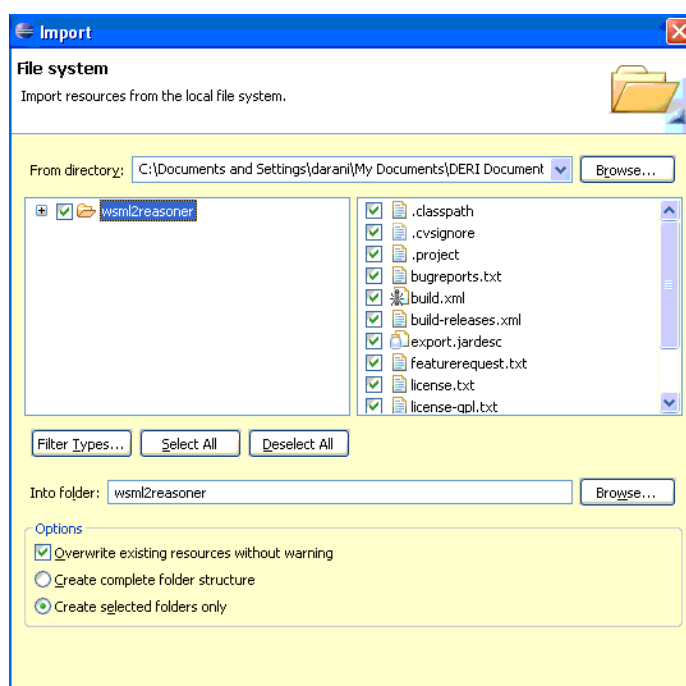 Import
File system
Import resources from the local file system.
From directory: C:\Documents and Settings\darani\My Documents\DERI Document Browse...
wsml2reasoner
.classpath
.cvsignore
.project
bugreports.txt
build.xml
build-releases.xml
export.jardesc
featurerequest.txt
license.txt
license-gpl.txt
Filter Types... Select All Deselect All
Into folder: wsml2reasoner Browse...
Options
Overwrite existing resources without warning
Create complete folder structure
Create selected folders only